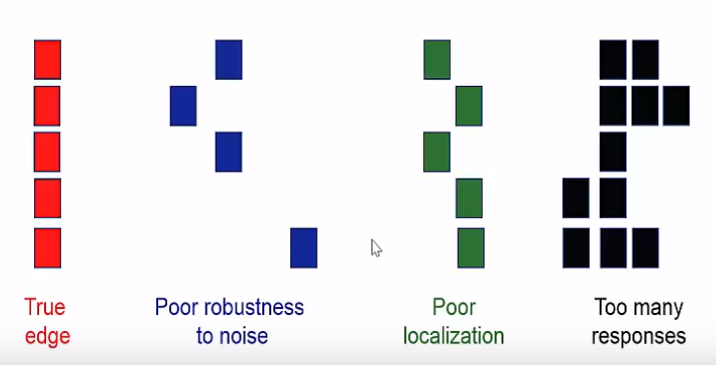 True
edge
Poor robustness
to noise
Poor
localization
Too many
responses